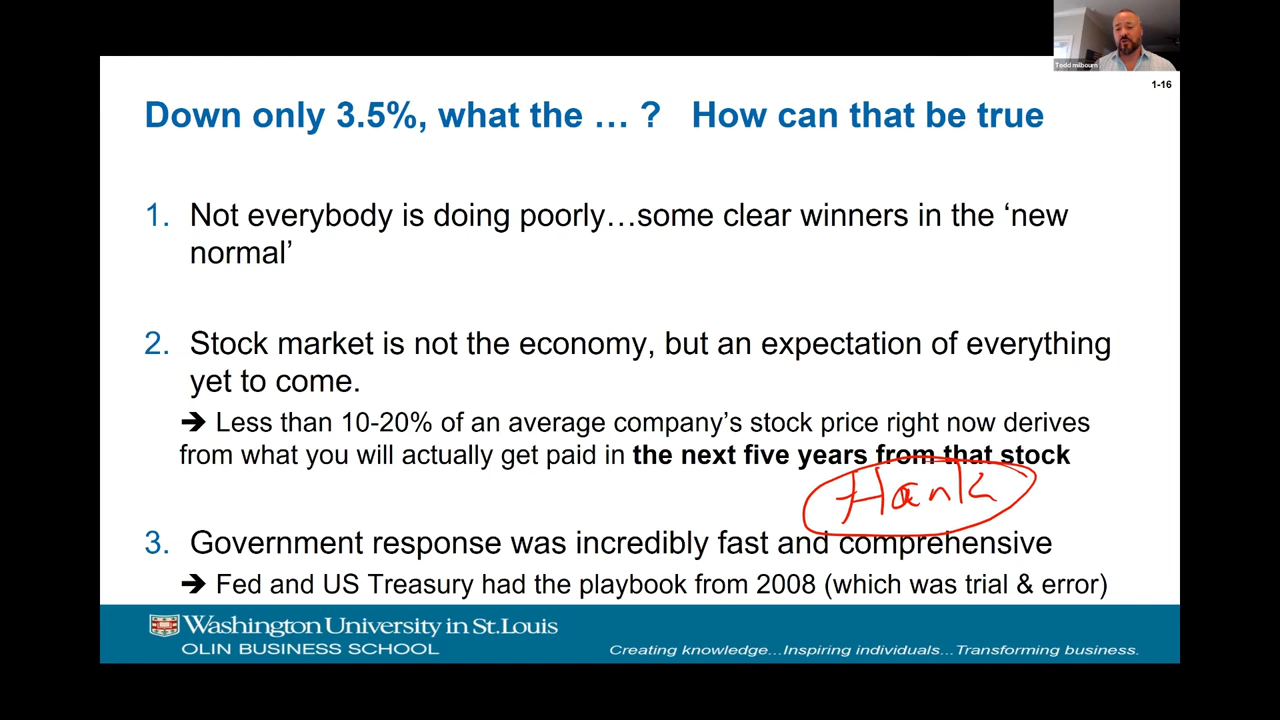 Todd milbourn
1-16
Down only 3.5%, what the … ? How can that be true
1. Not everybody is doing poorly…some clear winners in the ‘new
normal’
2. Stock market is not the economy, but an expectation of everything
yet to come.
➔ Less than 10-20% of an average company’s stock price right now derives
from what you will actually get paid in the next five years from that stock
Hank
3. Government response was incredibly fast and comprehensive
➔ Fed and US Treasury had the playbook from 2008 (which was trial & error)
Washington University in St.Louis
OLIN BUSINESS SCHOOL
Creating knowledge…Inspiring individuals…Transforming business.